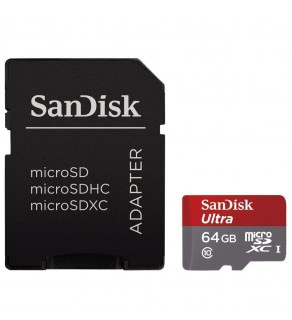 SanDisk
microSD
microSDHC
microSDXC
ADAPTER
SanDisk
Ultra
64GB
micro
SD
XC I
10